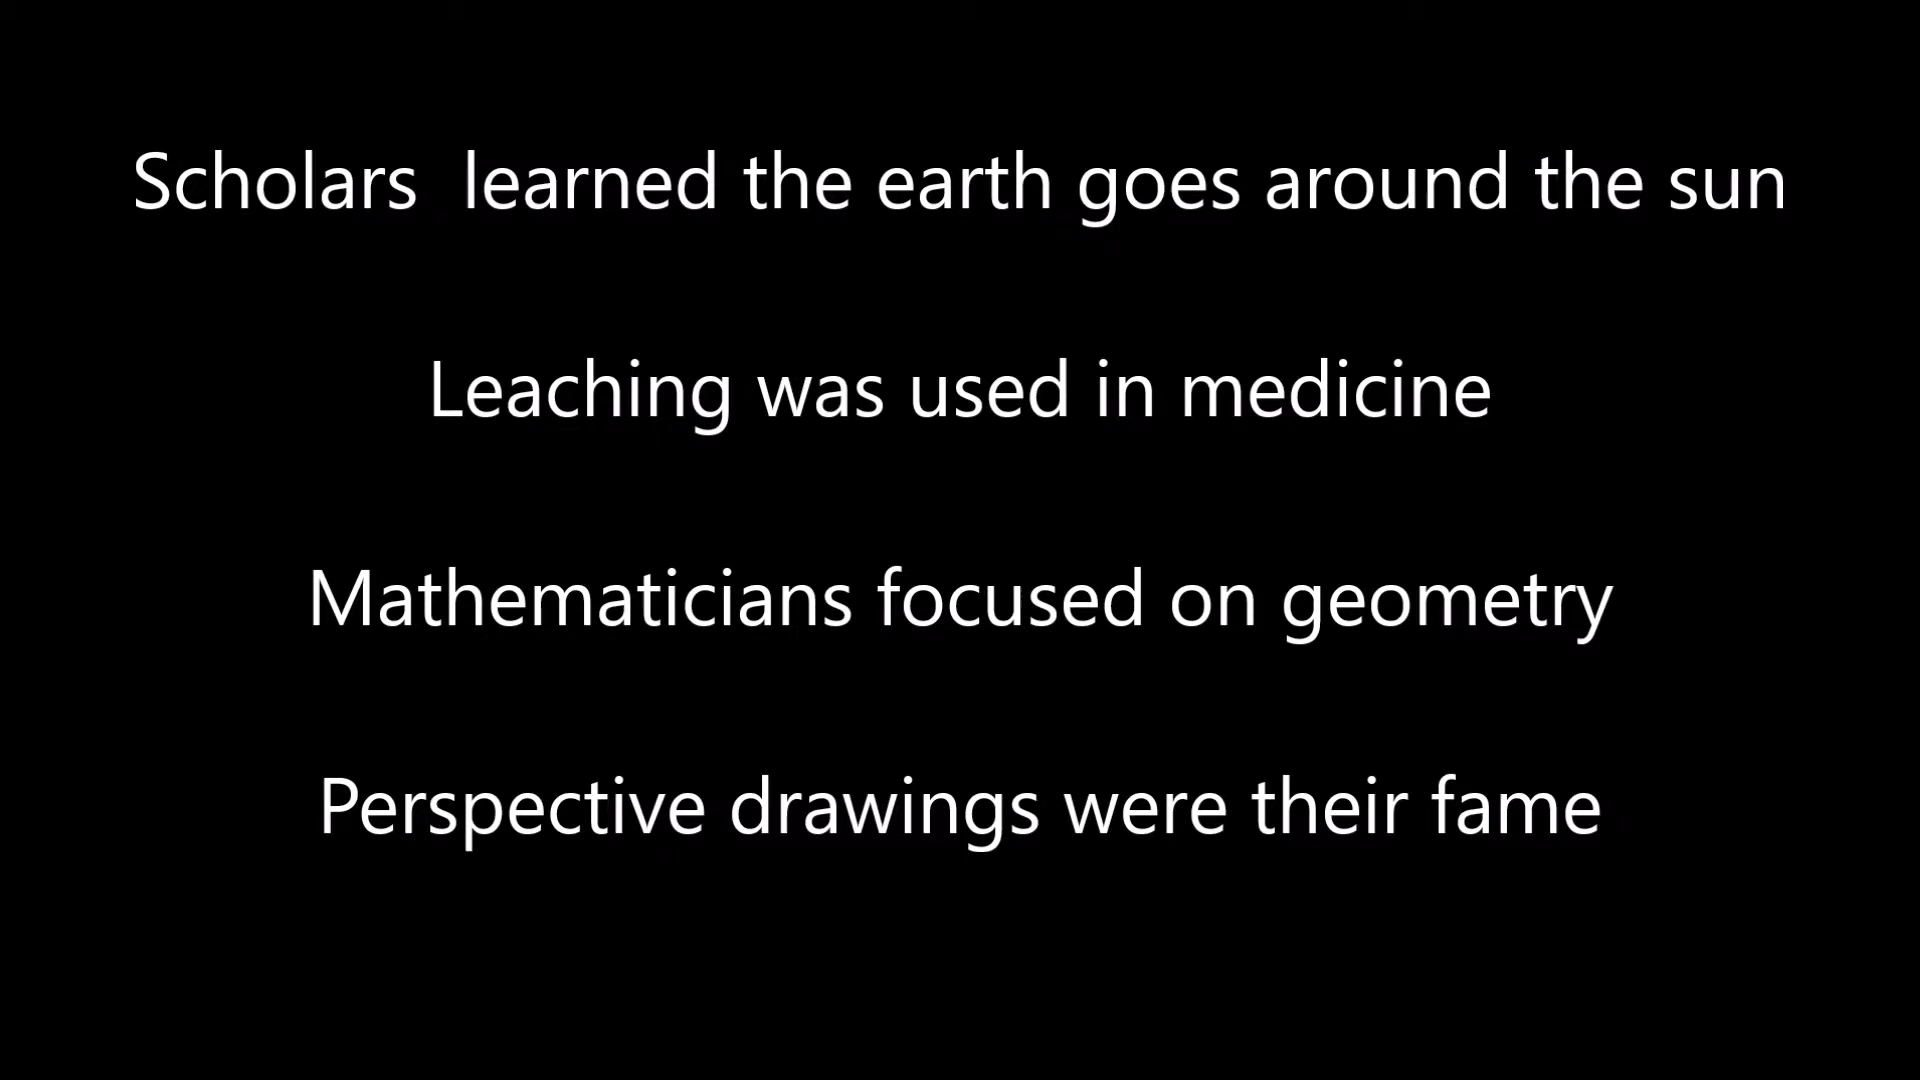 Scholars  learned the earth goes around the sun
Leaching was used in medicine
Mathematicians focused on geometry
Perspective drawings were their fame